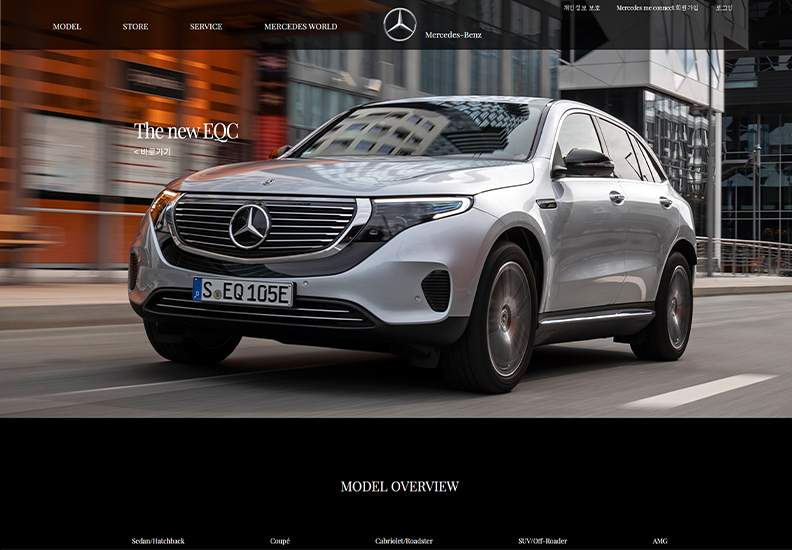 개인정보 보호 Mercedes me connect 회원가입 로그인
MODEL STORE SERVICE MERCEDES WORLD Mercedes-Benz
The new EQC
< 바로가기
S EQ 105E
MODEL OVERVIEW
Sedan/Hatchback Coupé Cabriolet/Roadster SUV/Off-Roader AMG